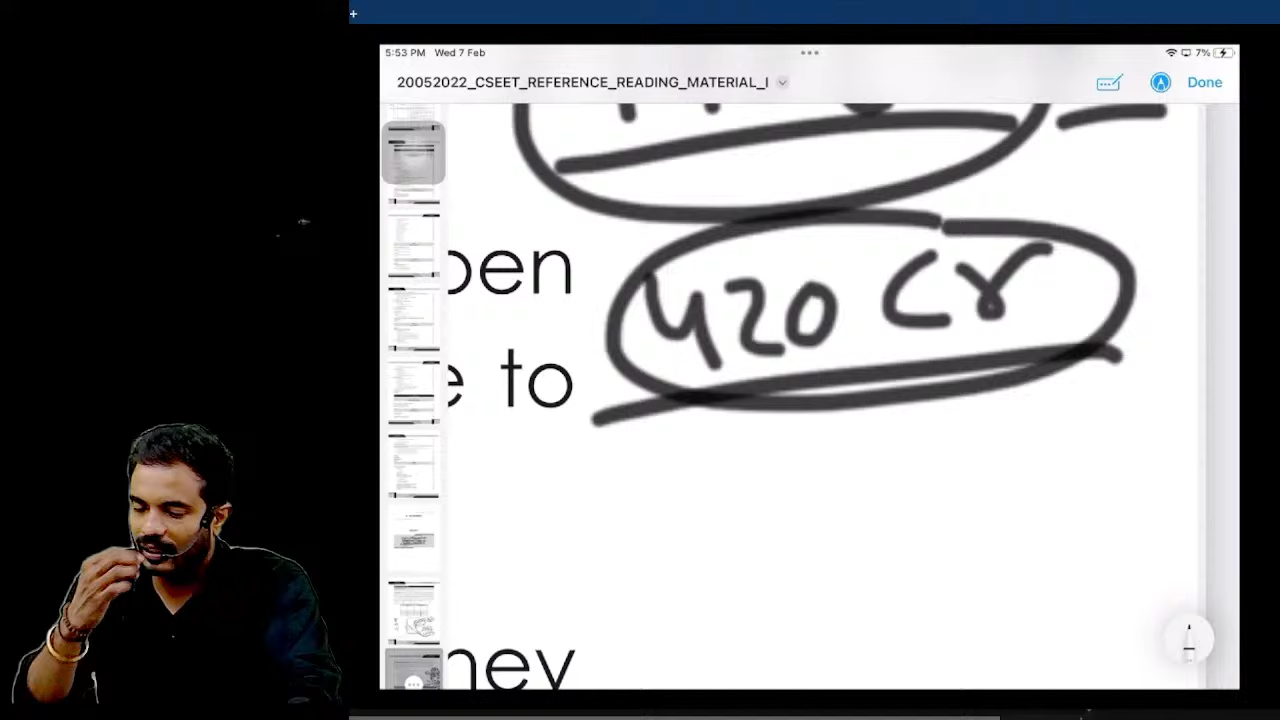 5:53 PM Wed 7 Feb
7%
20052022_CSEET_REFERENCE_READING_MATERIAL_I
Done
pen
420 Cr
e to
ney